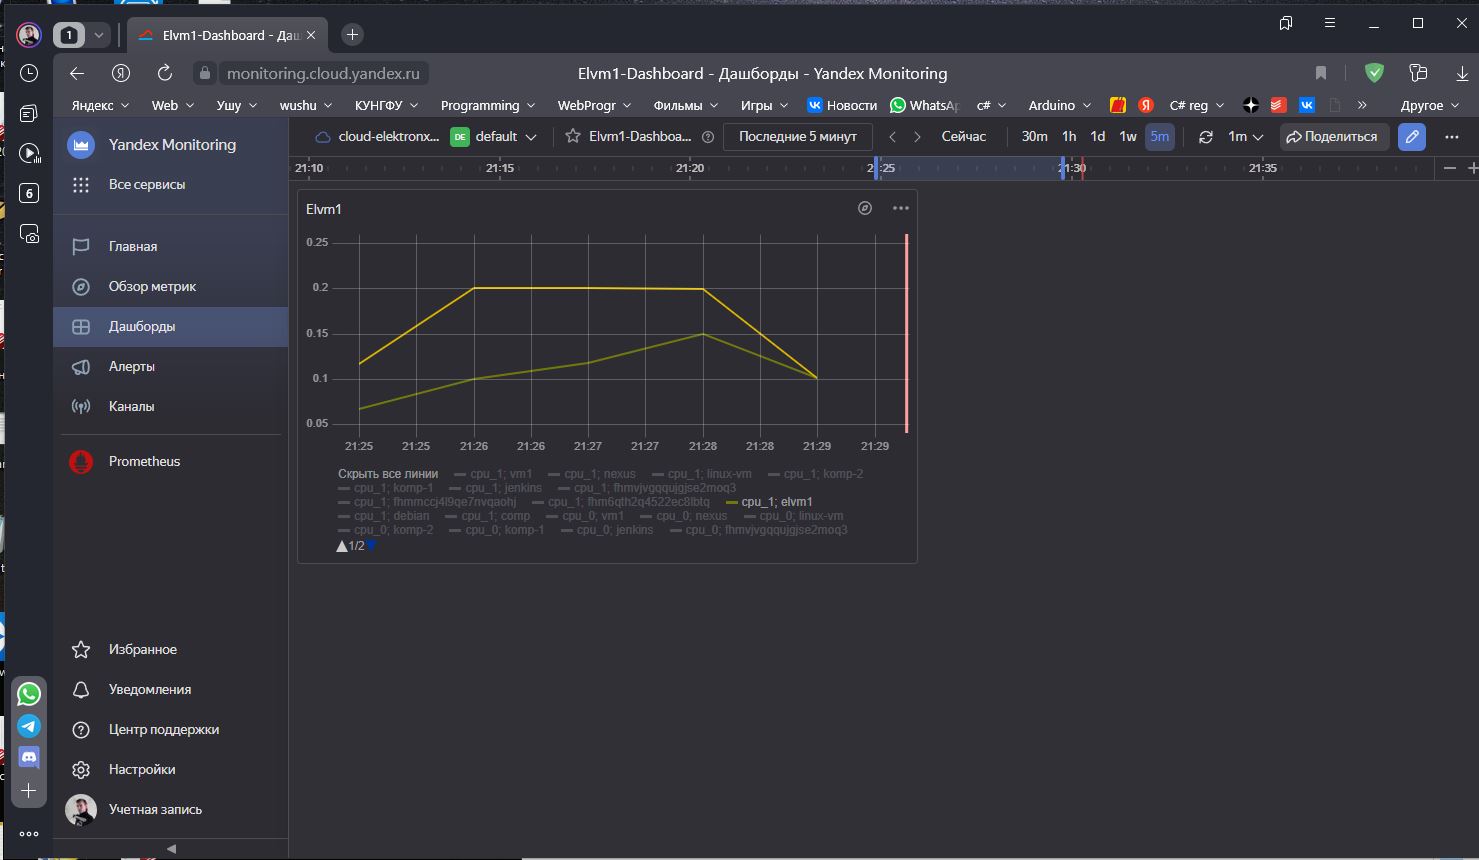 1
Elvm1-Dashboard - Даш
monitoring.cloud.yandex.ru
Elvm1-Dashboard - Дашборды - Yandex Monitoring
Яндекс Web Ушу wushu КУНГФУ Programming WebProgr Фильмы Игры Новости WhatsAp c# Arduino C# reg » Другое
Yandex Monitoring
Все сервисы
Главная
Обзор метрик
Дашборды
Алерты
Каналы
Prometheus
Избранное
Уведомления
Центр поддержки
Настройки
Учетная запись
6
cloud-elektronx... DE default Elvm1-Dashboa... Последние 5 минут Сейчас 30m 1h 1d 1w 5m 1m Поделиться
21:10 21:15 21:20 21:25 21:30 21:35
Elvm1
0.25
0.2
0.15
0.1
0.05
21:25 21:25 21:26 21:26 21:27 21:27 21:28 21:28 21:29 21:29
Скрыть все линии cpu_1; vm1 cpu_1; nexus cpu_1; linux-vm cpu_1; komp-2
cpu_1; komp-1 cpu_1; jenkins cpu_1; fhmvjvgqqujgjse2moq3
cpu_1; fhmmccj4l9qe7nvqaohj cpu_1; fhm6qth2q4522ec8lbtq cpu_1; elvm1
cpu_1; debian cpu_1; comp cpu_0; vm1 cpu_0; nexus cpu_0; linux-vm
cpu_0; komp-2 cpu_0; komp-1 cpu_0; jenkins cpu_0; fhmvjvgqqujgjse2moq3
1/2